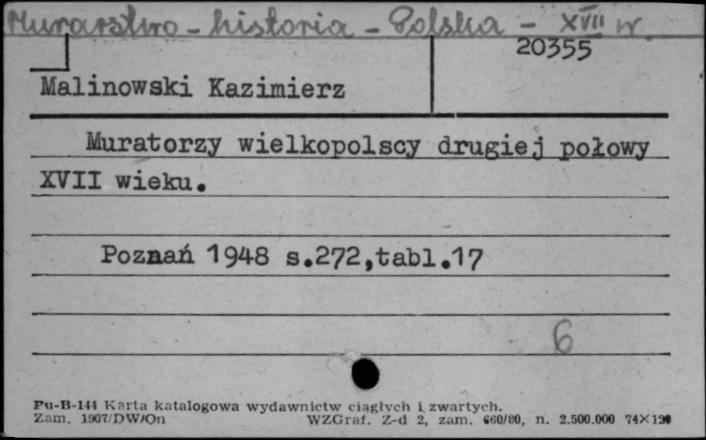 Murarstwo - historia - Polska - XVII w.
20355
Malinowski Kazimierz
Muratorzy wielkopolscy drugiej połowy
XVII wieku.
Poznań 1948 s.272,tabl.17
6
Pu-B-144 Karta katalogowa wydawnictw ciągłych i zwartych.
Zam. 1907/DW/On WZGraf. Z-d 2, zam. 660/80, n. 2.500.000